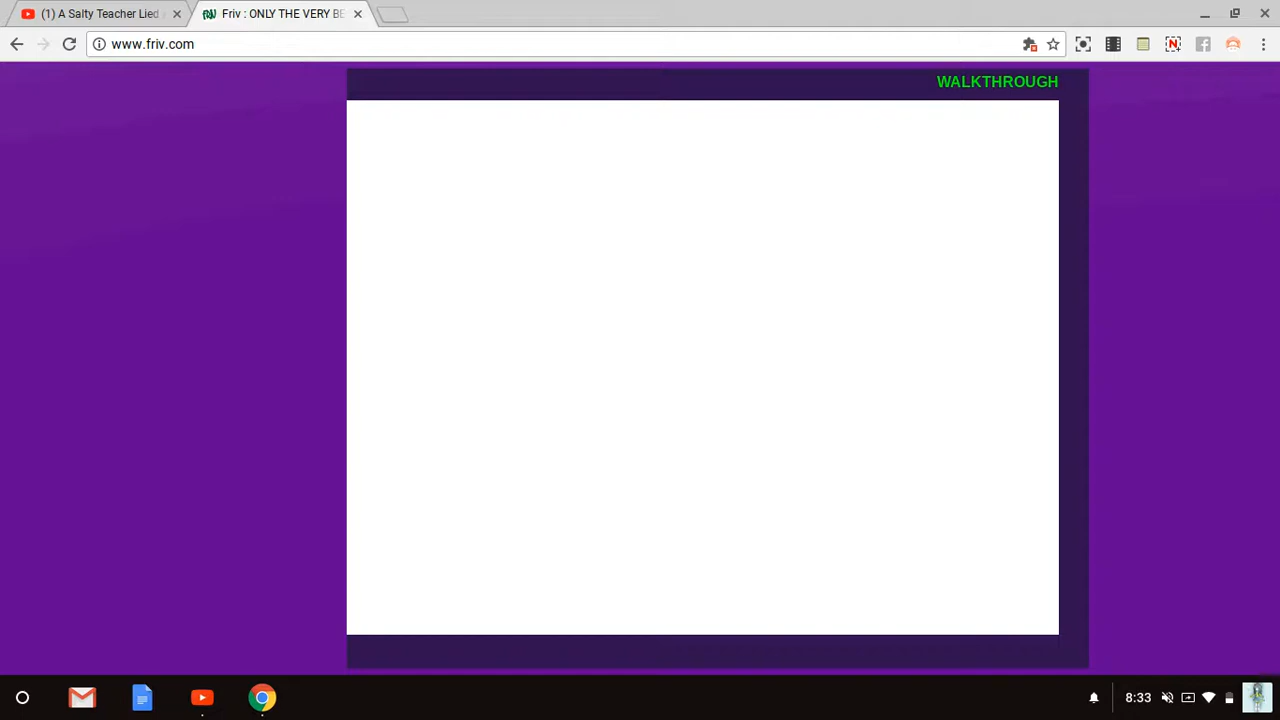 (1) A Salty Teacher Lied
Friv : ONLY THE VERY BE
www.friv.com
N
WALKTHROUGH
8:33